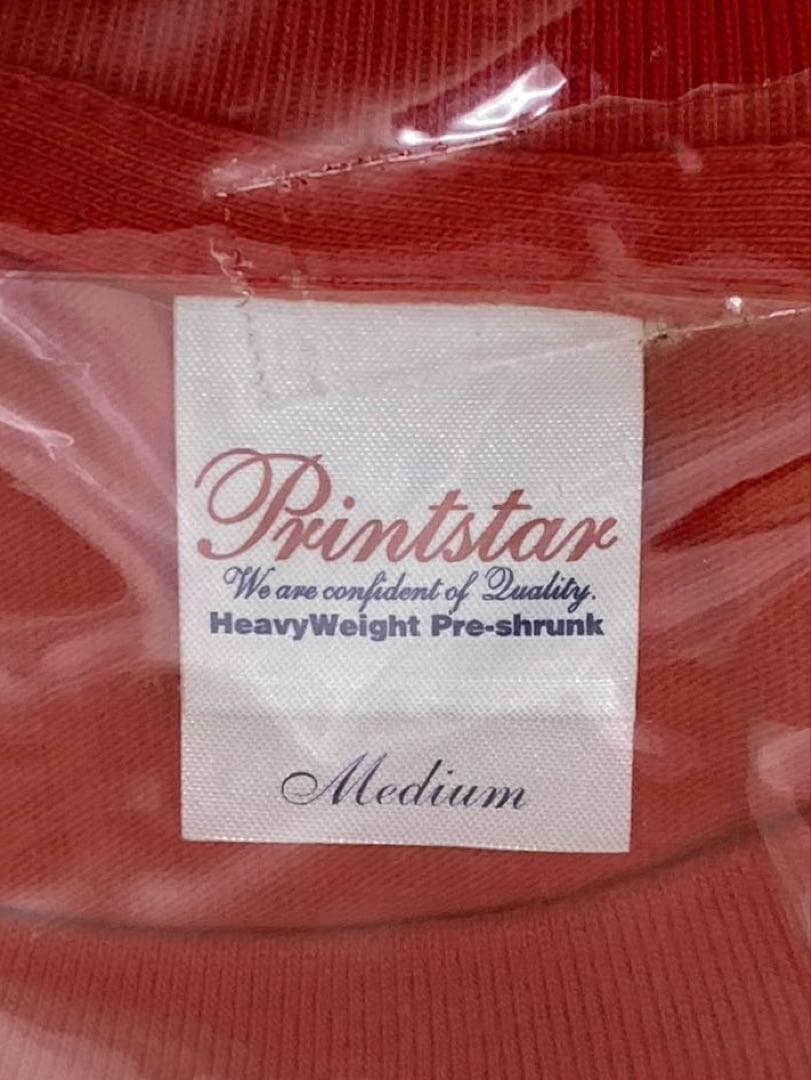 Printstar
We are confident of Quality.
HeavyWeight Pre-shrunk
Medium